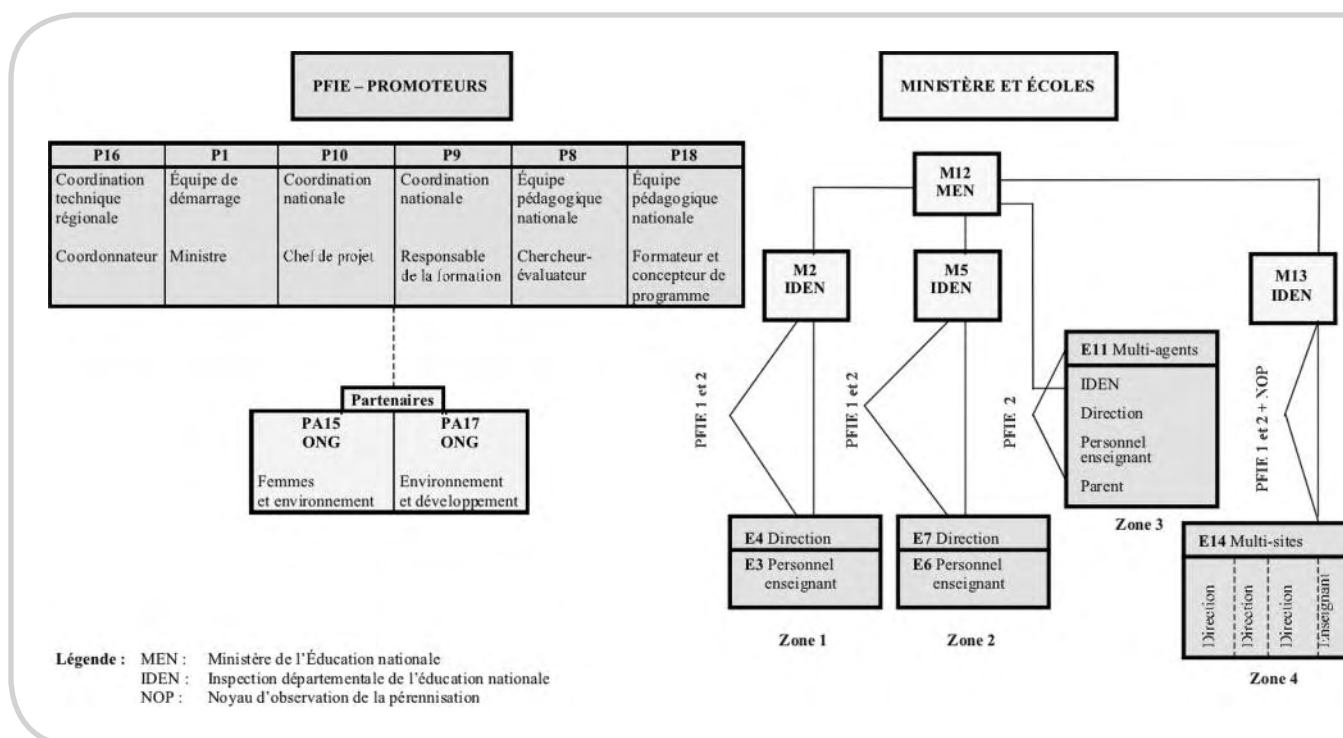 PFIE – PROMOTEURS
MINISTÈRE ET ÉCOLES
P16
Coordination
technique
régionale
Coordonnateur
P1
Équipe de
démarrage
Ministre
P10
Coordination
nationale
Chef de projet
P9
Coordination
nationale
Responsable
de la formation
P8
Équipe
pédagogique
nationale
Chercheur-
évaluateur
P18
Équipe
pédagogique
nationale
Formateur et
concepteur de
programme
Partenaires
PA15
ONG
Femmes
et environnement
PA17
ONG
Environnement
et développement
M12
MEN
M2
IDEN
M5
IDEN
M13
IDEN
PFIE 1 et 2
PFIE 1 et 2
PFIE 2
PFIE 1 et 2 + NOP
E4 Direction
E3 Personnel
enseignant
Zone 1
E7 Direction
E6 Personnel
enseignant
Zone 2
E11 Multi-agents
IDEN
Direction
Personnel
enseignant
Parent
Zone 3
E14 Multi-sites
Direction
Direction
Direction
Enseignant
Zone 4
Légende : MEN : Ministère de l’Éducation nationale
IDEN : Inspection départementale de l’éducation nationale
NOP : Noyau d’observation de la pérennisation